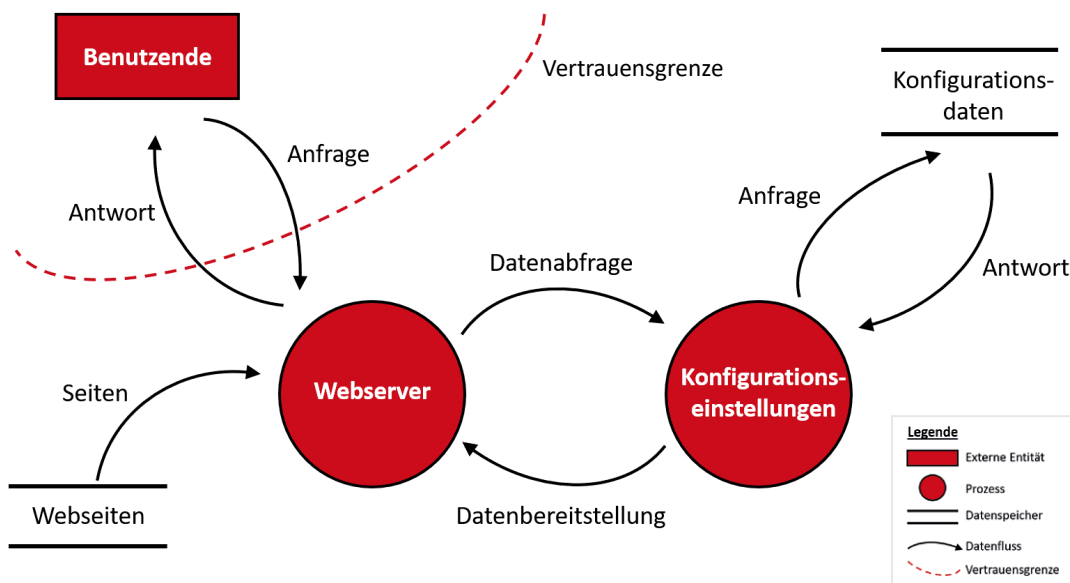 Benutzende
Vertrauensgrenze
Konfigurations-
daten
Anfrage
Antwort
Anfrage
Antwort
Datenabfrage
Seiten
Webserver
Konfigurations-
einstellungen
Webseiten
Datenbereitstellung
Legende
Externe Entität
Prozess
Datenspeicher
Datenfluss
Vertrauensgrenze